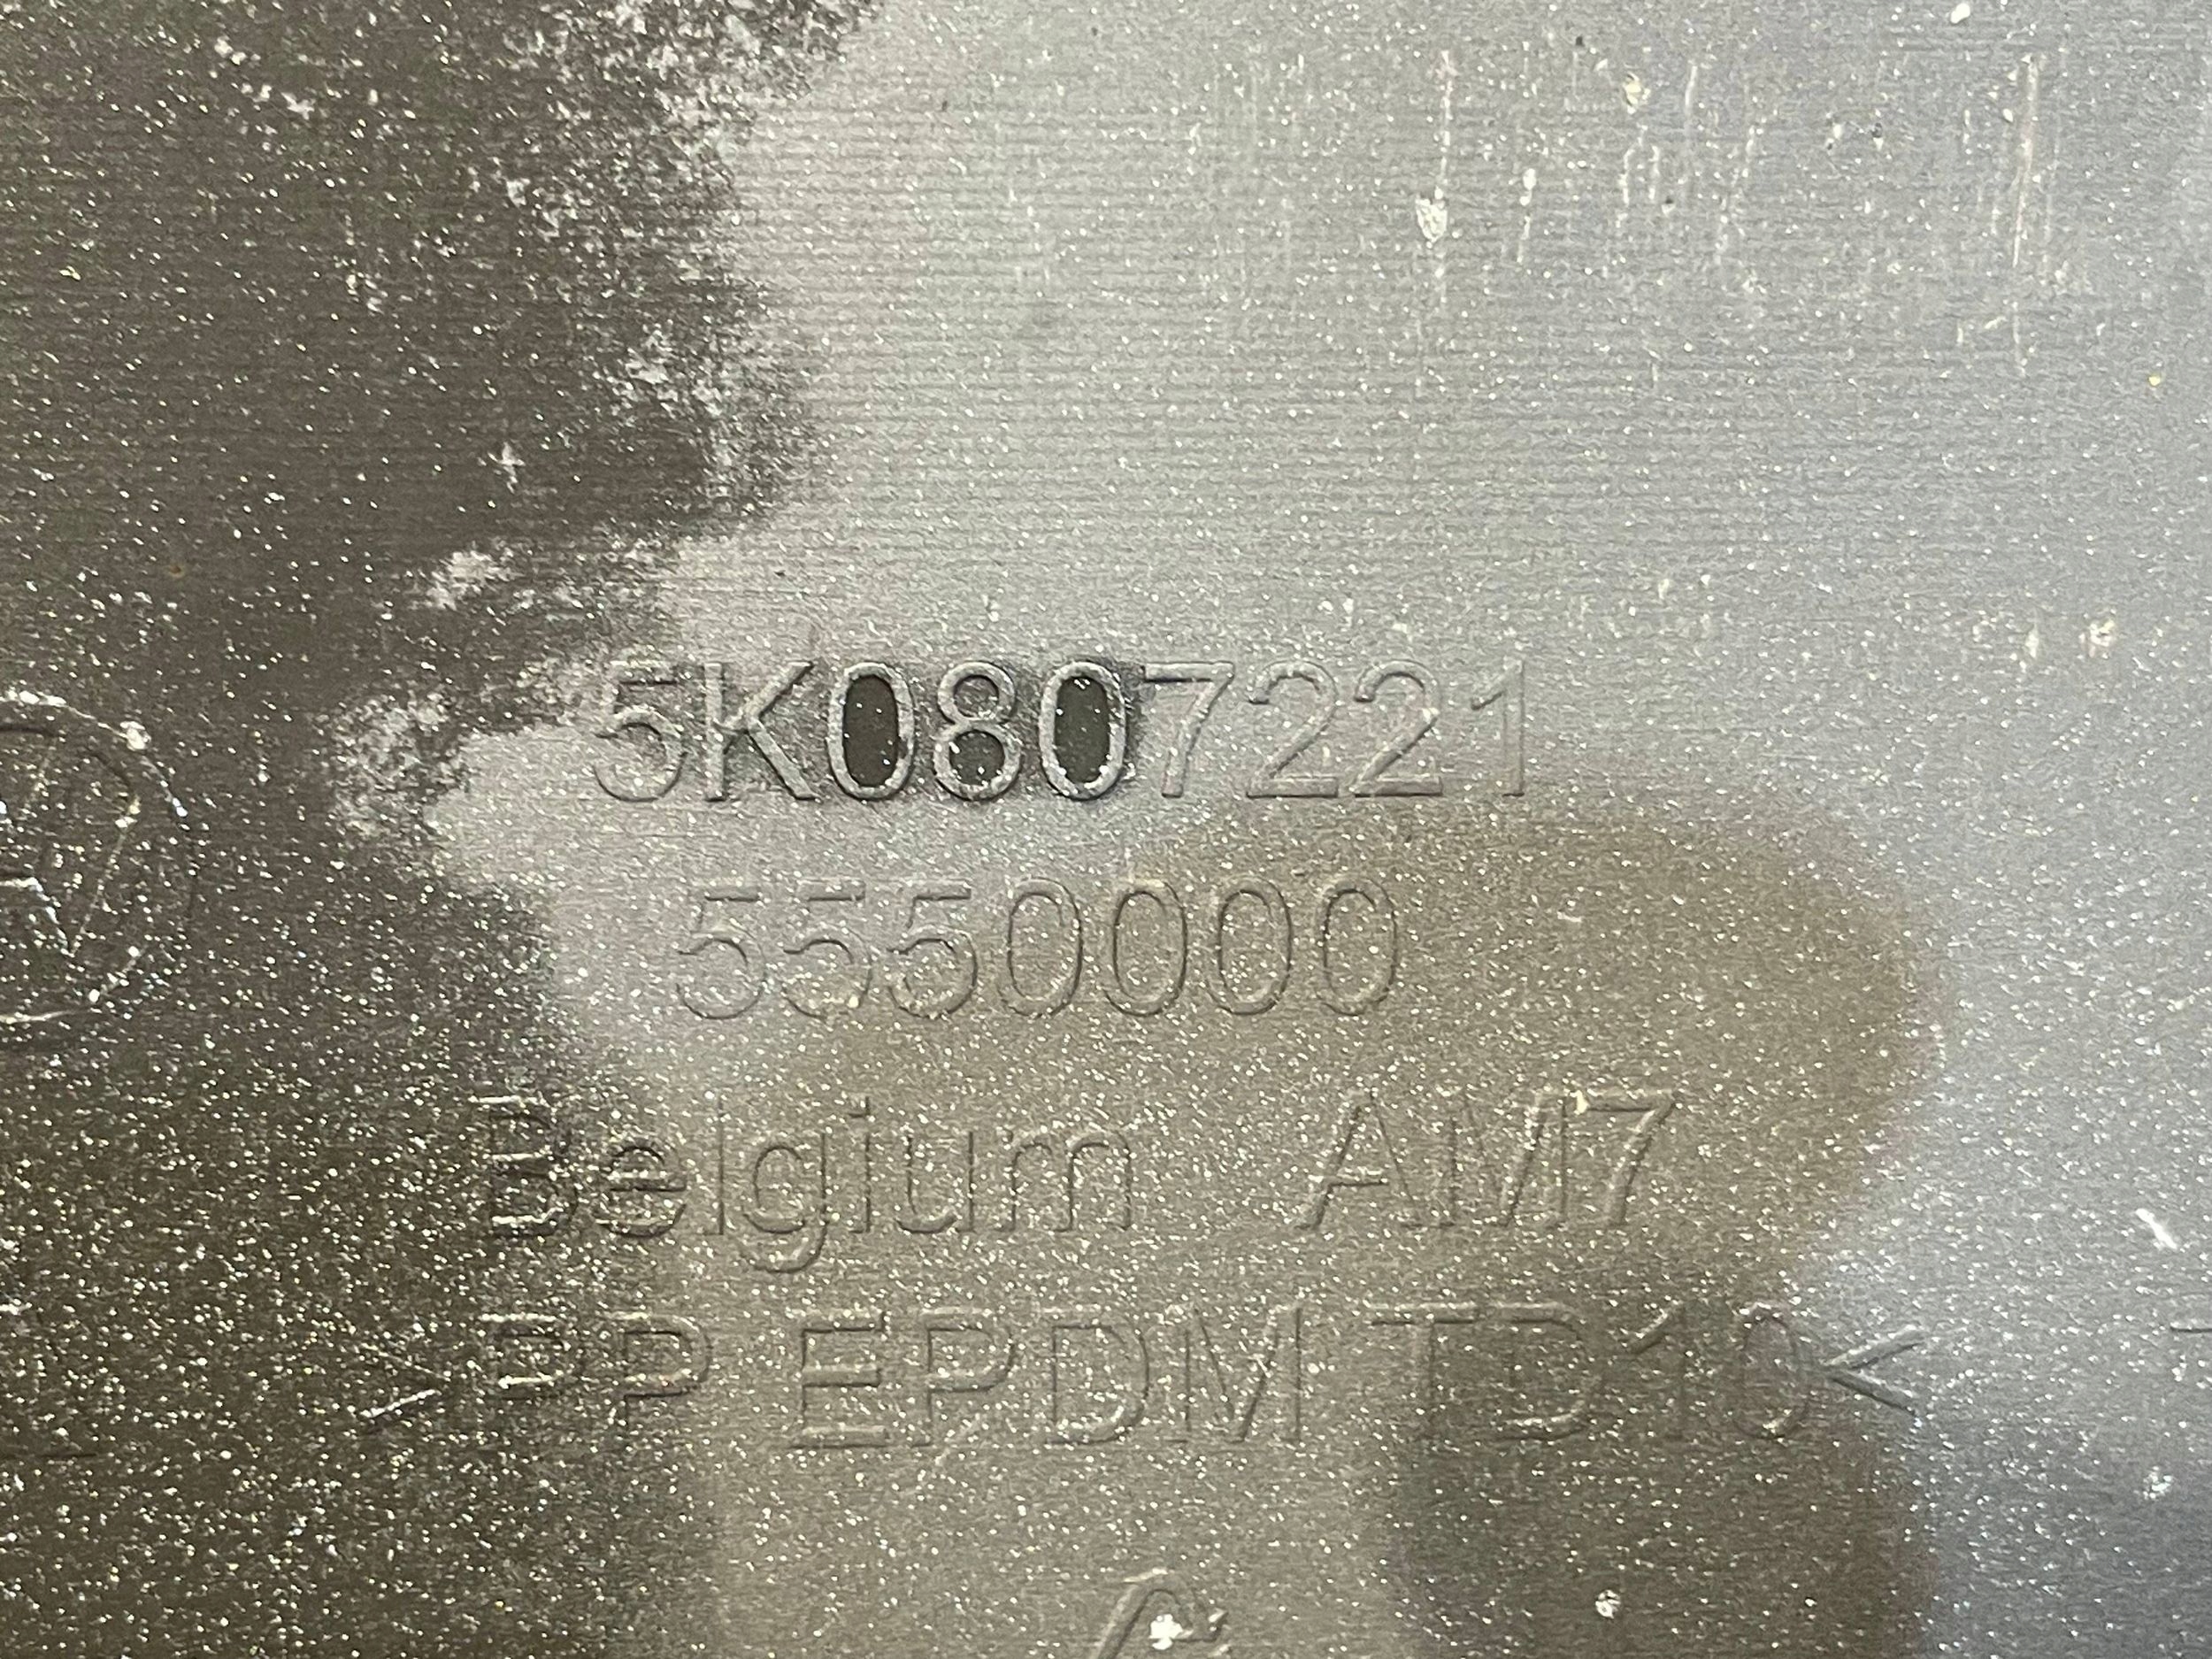 5K0807221
5550000
Belgium AM7
>PP EPDM TD10<